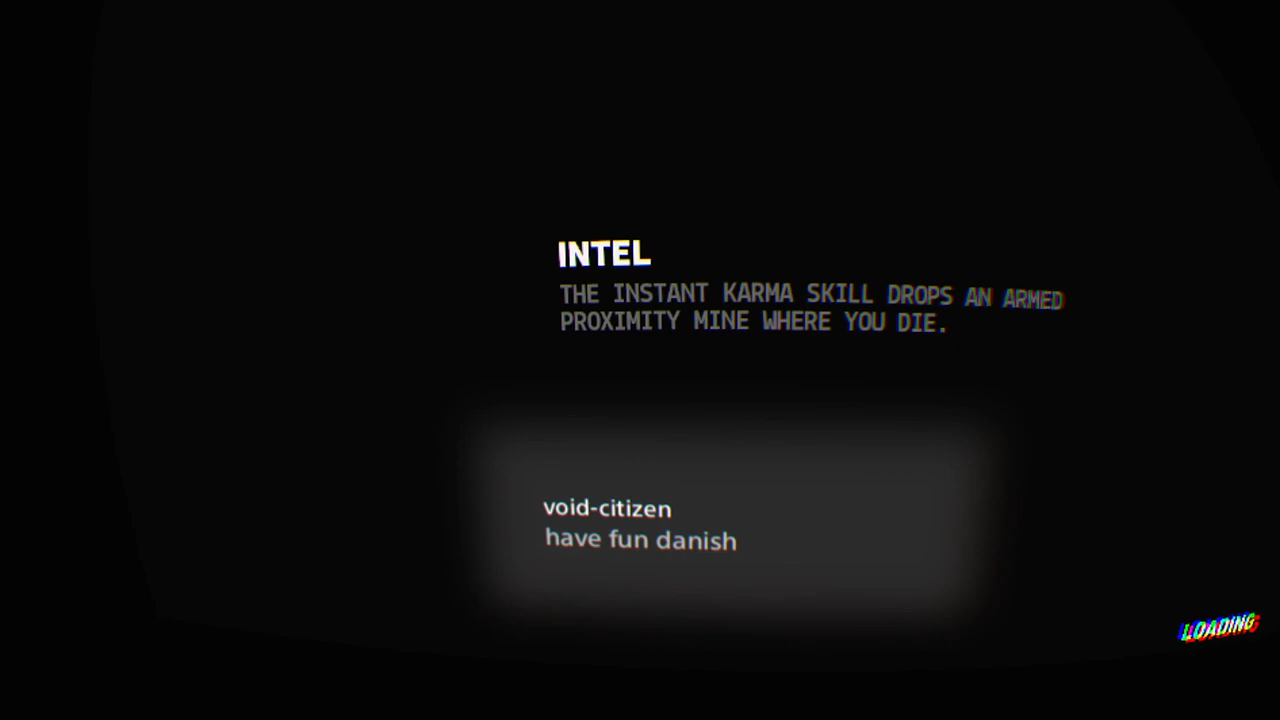 INTEL
THE INSTANT KARMA SKILL DROPS AN ARMED
PROXIMITY MINE WHERE YOU DIE.
void-citizen
have fun danish
LOADING